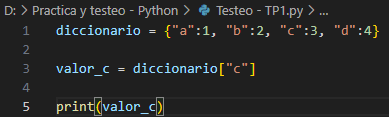 D: > Practica y testeo - Python > Testeo - TP1.py > ...
1 diccionario = {"a":1, "b":2, "c":3, "d":4}
2
3 valor_c = diccionario["c"]
4
5 print(valor_c)